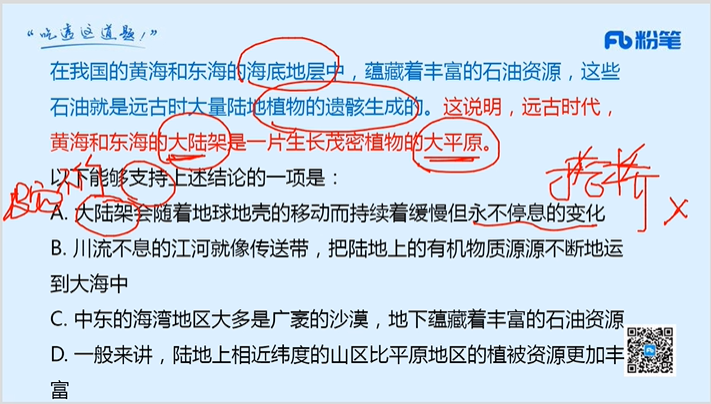 “吃透这道题!”
粉笔
在我国的黄海和东海的海底地层中，蕴藏着丰富的石油资源，这些
石油就是远古时大量陆地植物的遗骸生成的。这说明，远古时代，
黄海和东海的大陆架是一片生长茂密植物的大平原。
以下能够支持上述结论的一项是：
A. 大陆架会随着地球地壳的移动而持续着缓慢但永不停息的变化
搭桥
B. 川流不息的江河就像传送带，把陆地上的有机物质源源不断地运
到大海中
C. 中东的海湾地区大多是广袤的沙漠，地下蕴藏着丰富的石油资源
D. 一般来讲，陆地上相近纬度的山区比平原地区的植被资源更加丰
富